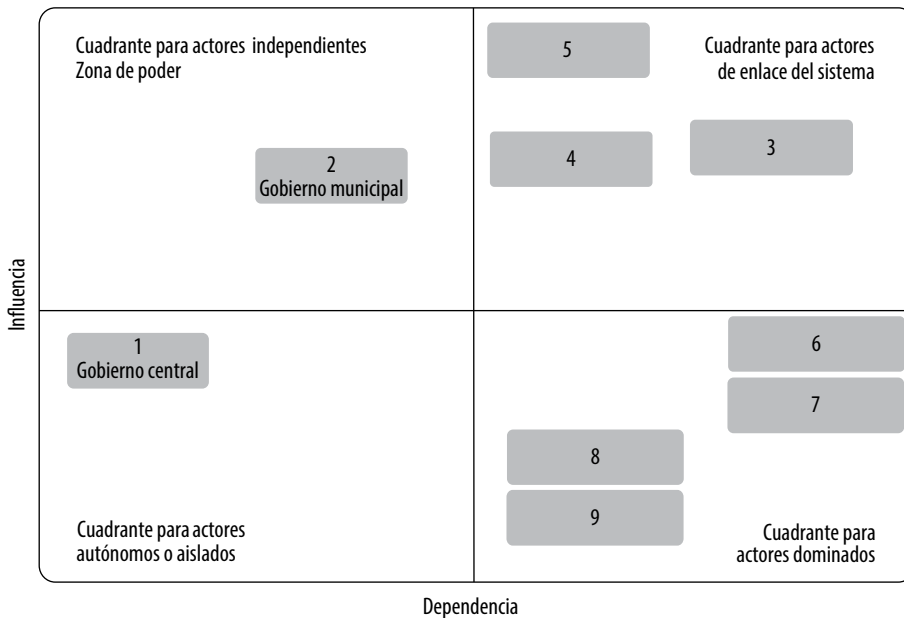 Cuadrante para actores independientes
Zona de poder
5
Cuadrante para actores
de enlace del sistema
2
Gobierno municipal
4
3
Influencia
1
Gobierno central
6
7
8
9
Cuadrante para actores
autónomos o aislados
Cuadrante para
actores dominados
Dependencia